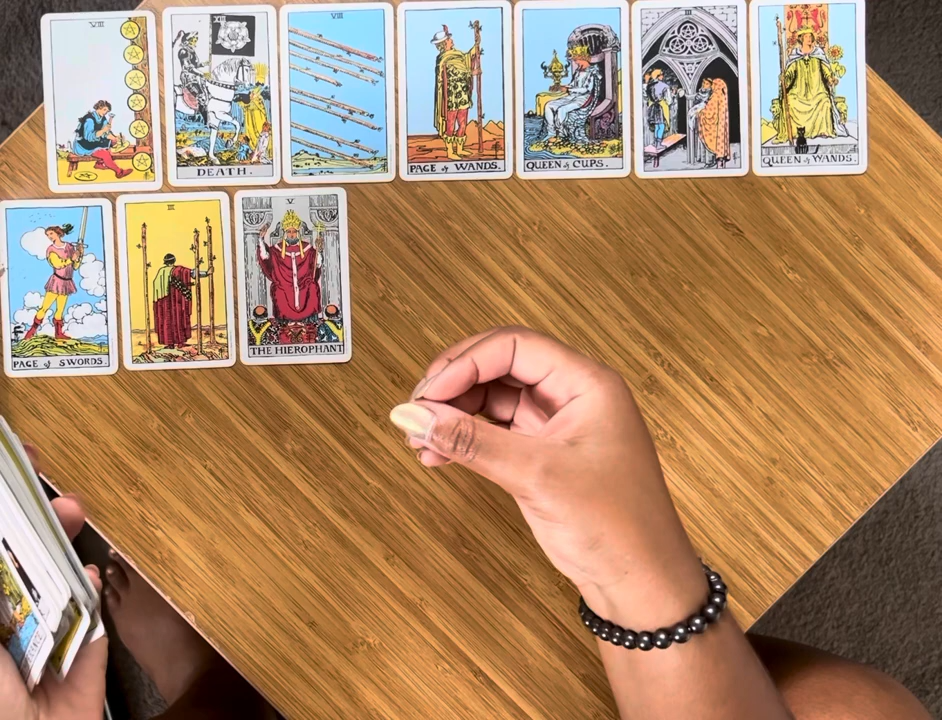 VIII
XIII
DEATH.
VIII
PAGE of WANDS.
QUEEN of CUPS.
III
QUEEN of WANDS.
PAGE of SWORDS.
III
V
THE HIEROPHANT